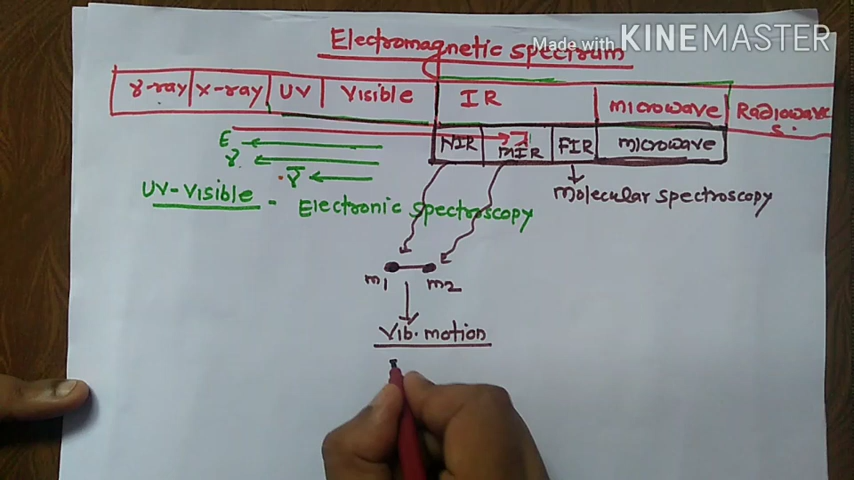 Electromagnetic spectrum
Made with KINEMASTER
γ-ray x-ray UV Visible IR microwave Radiowaves.
NIR MIR FIR microwave
E
γ
γ̅
UV-Visible - Electronic spectroscopy
Molecular spectroscopy
m1 m2
Vib. motion